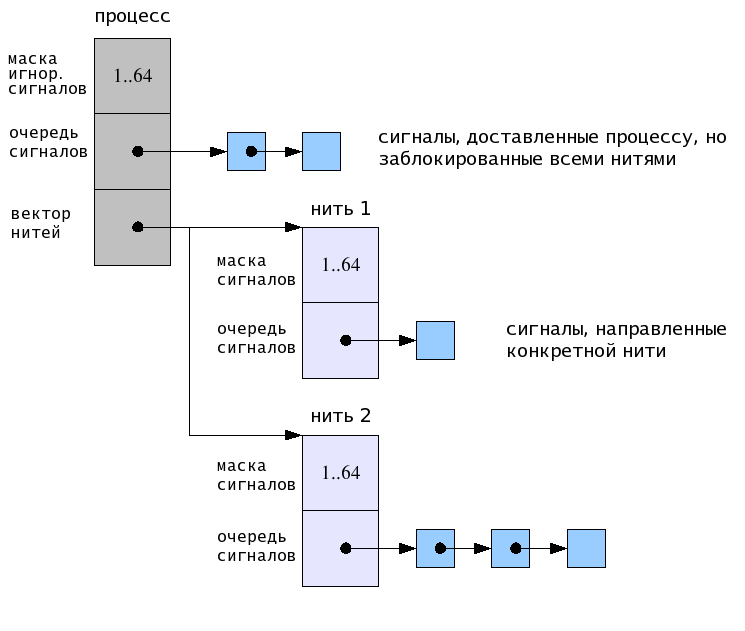 процесс
маска
игнор.
сигналов
1..64
очередь
сигналов
сигналы, доставленные процессу, но
заблокированные всеми нитями
вектор
нитей
нить 1
маска
сигналов
1..64
очередь
сигналов
сигналы, направленные
конкретной нити
нить 2
маска
сигналов
1..64
очередь
сигналов